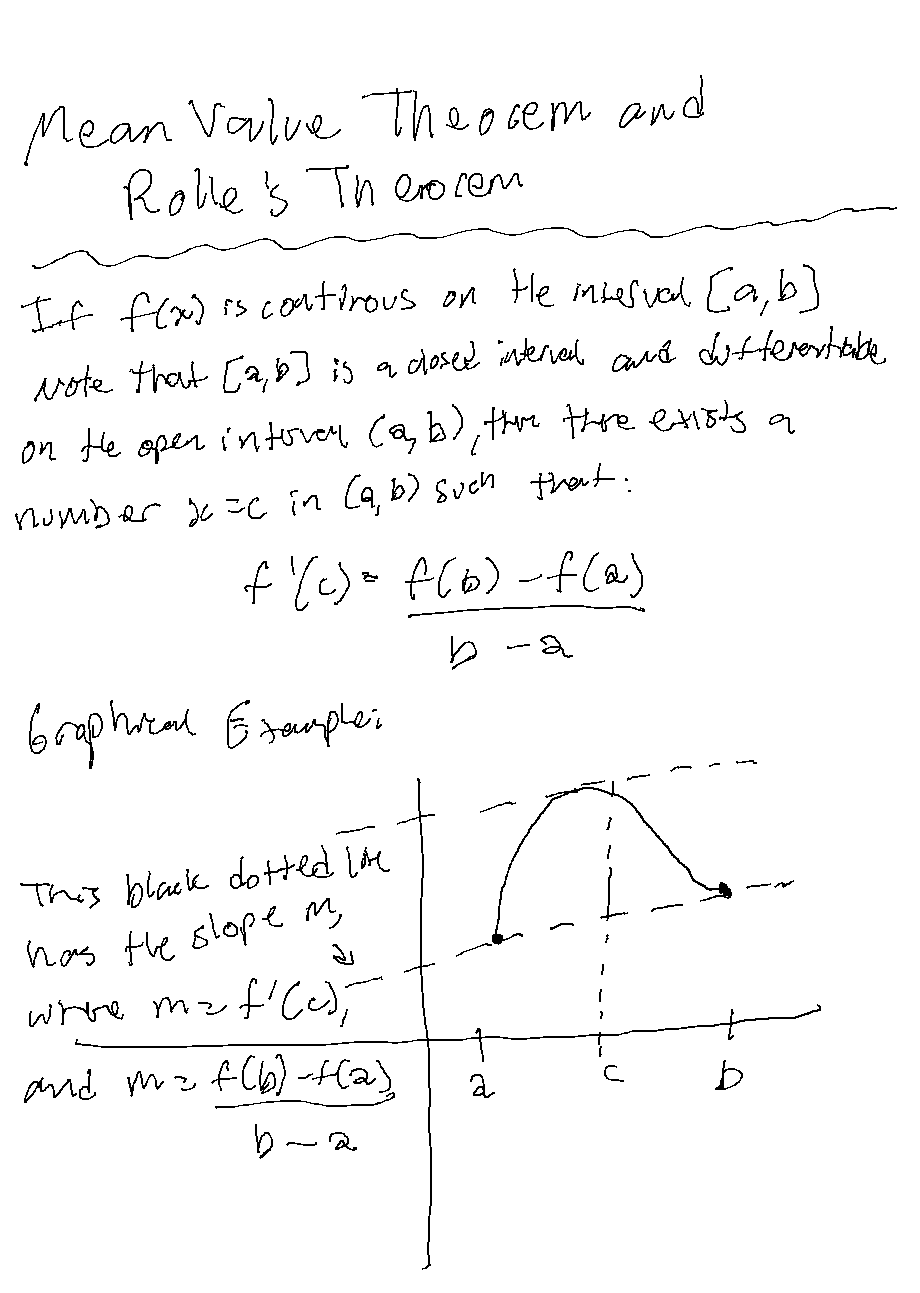 Mean Value Theorem and
Rolle's Theorem
If f(x) is continous on the interval [a,b]
Note that [a,b] is a closed interval and differentiable
on the open interval (a,b), then there exists a
number x=c in (a,b) such that:
f'(c) = f(b) - f(a)
b - a
Graphical Example:
This black dotted line
has the slope m,
where m = f'(c),
and m = f(b) - f(a),
b - a
a c b